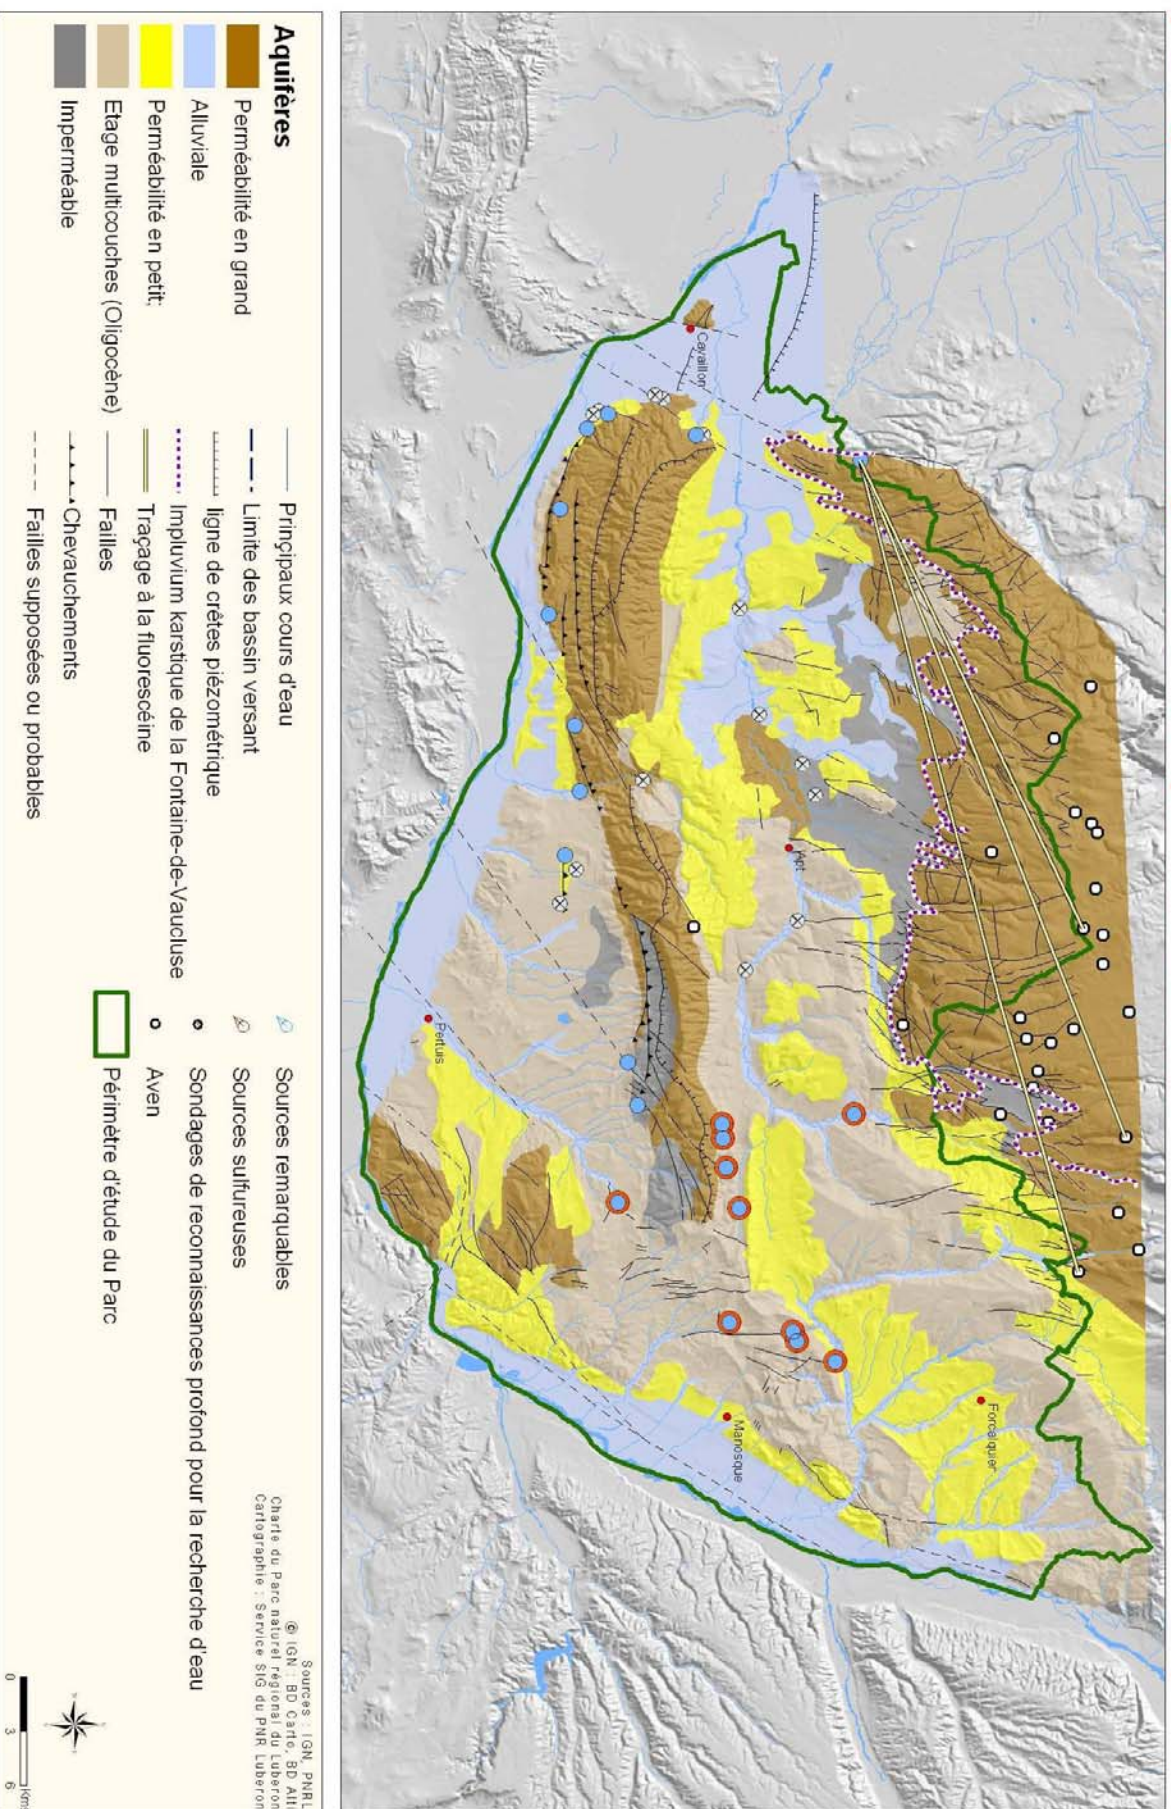 Cavaillon
Apt
Pertuis
Forcalquier
Manosque
Aquifères
Perméabilité en grand
Alluviale
Perméabilité en petit;
Etage multicouches (Oligocène)
Imperméable
Prinçipaux cours d'eau
Limite des bassin versant
ligne de crêtes piézométrique
Impluvium karstique de la Fontaine-de-Vaucluse
Traçage à la fluorescéine
Failles
Chevauchements
Failles supposées ou probables
Sources remarquables
Sources sulfureuses
Sondages de reconnaissances profond pour la recherche d'eau
Aven
Périmètre d'étude du Parc
Sources : IGN, PNRL
© IGN : BD Carto, BD Alti
Charte du Parc naturel régional du Luberon
Cartographie : Service SIG du PNR Luberon
0 3 6
Kms